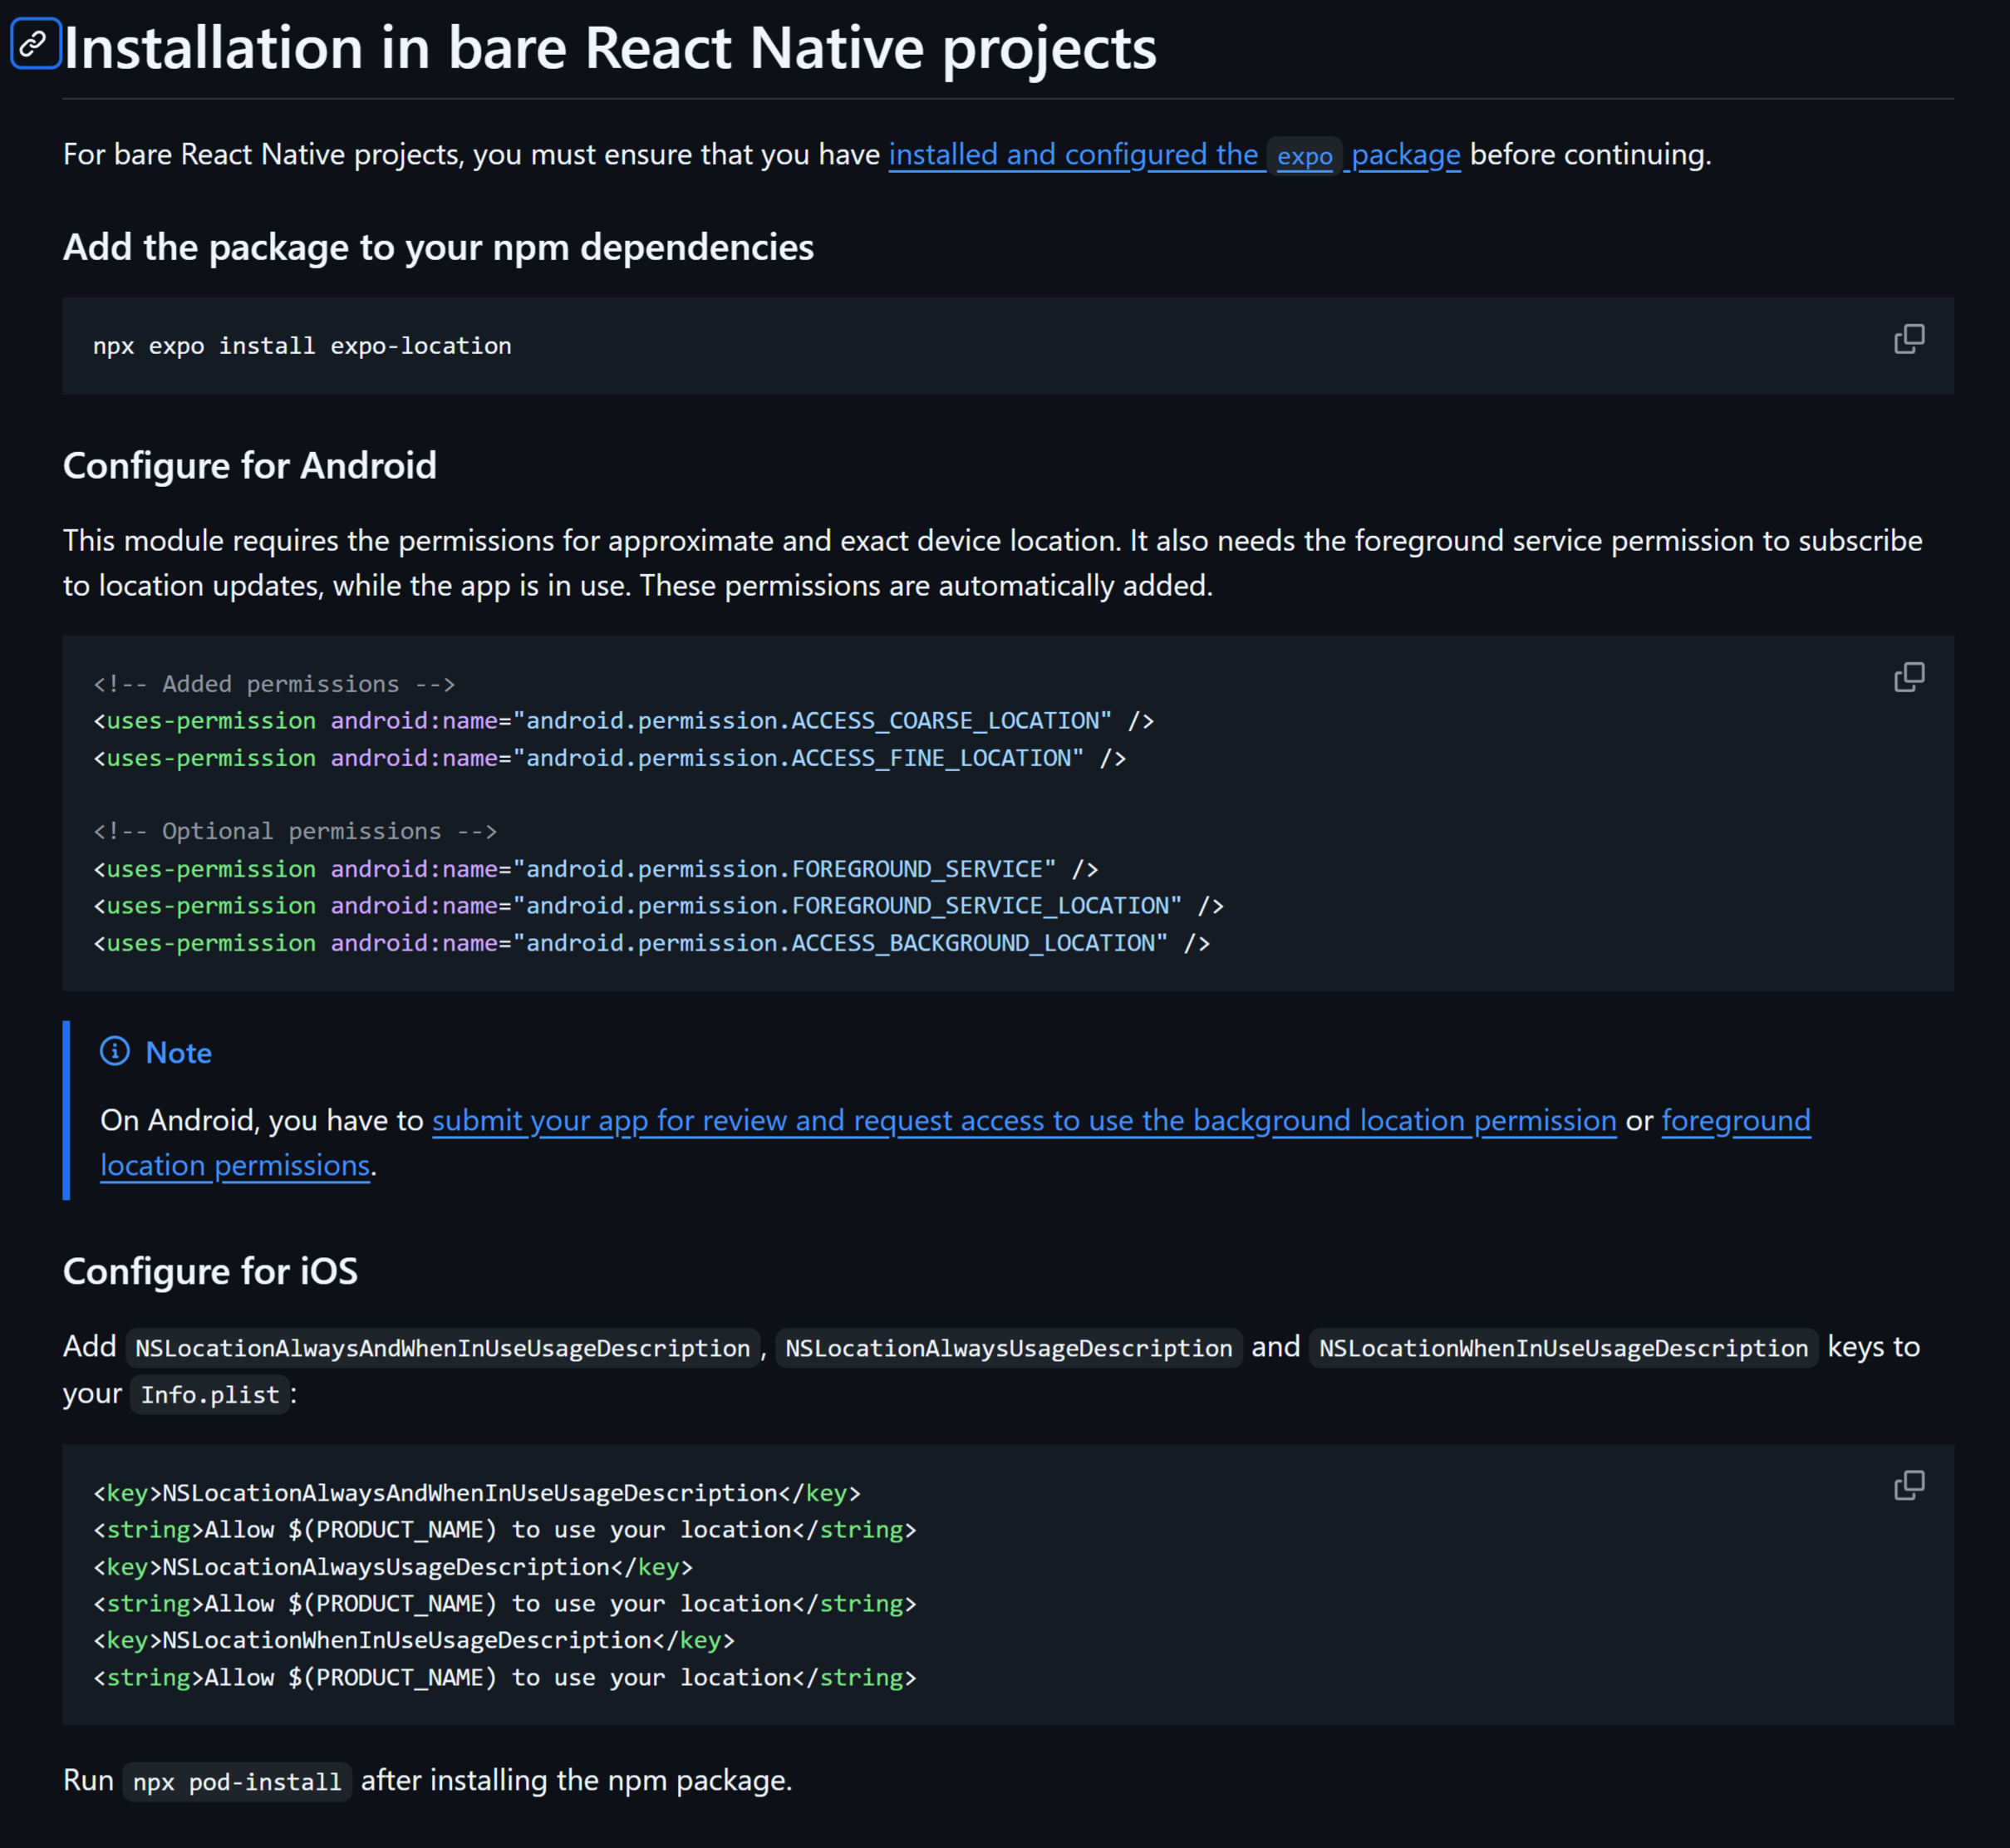 Installation in bare React Native projects
For bare React Native projects, you must ensure that you have installed and configured the expo package before continuing.
Add the package to your npm dependencies
npx expo install expo-location
Configure for Android
This module requires the permissions for approximate and exact device location. It also needs the foreground service permission to subscribe
to location updates, while the app is in use. These permissions are automatically added.
<!-- Added permissions -->
<uses-permission android:name="android.permission.ACCESS_COARSE_LOCATION" />
<uses-permission android:name="android.permission.ACCESS_FINE_LOCATION" />
<!-- Optional permissions -->
<uses-permission android:name="android.permission.FOREGROUND_SERVICE" />
<uses-permission android:name="android.permission.FOREGROUND_SERVICE_LOCATION" />
<uses-permission android:name="android.permission.ACCESS_BACKGROUND_LOCATION" />
Note
On Android, you have to submit your app for review and request access to use the background location permission or foreground
location permissions.
Configure for iOS
Add NSLocationAlwaysAndWhenInUseUsageDescription, NSLocationAlwaysUsageDescription and NSLocationWhenInUseUsageDescription keys to
your Info.plist:
<key>NSLocationAlwaysAndWhenInUseUsageDescription</key>
<string>Allow $(PRODUCT_NAME) to use your location</string>
<key>NSLocationAlwaysUsageDescription</key>
<string>Allow $(PRODUCT_NAME) to use your location</string>
<key>NSLocationWhenInUseUsageDescription</key>
<string>Allow $(PRODUCT_NAME) to use your location</string>
Run npx pod-install after installing the npm package.